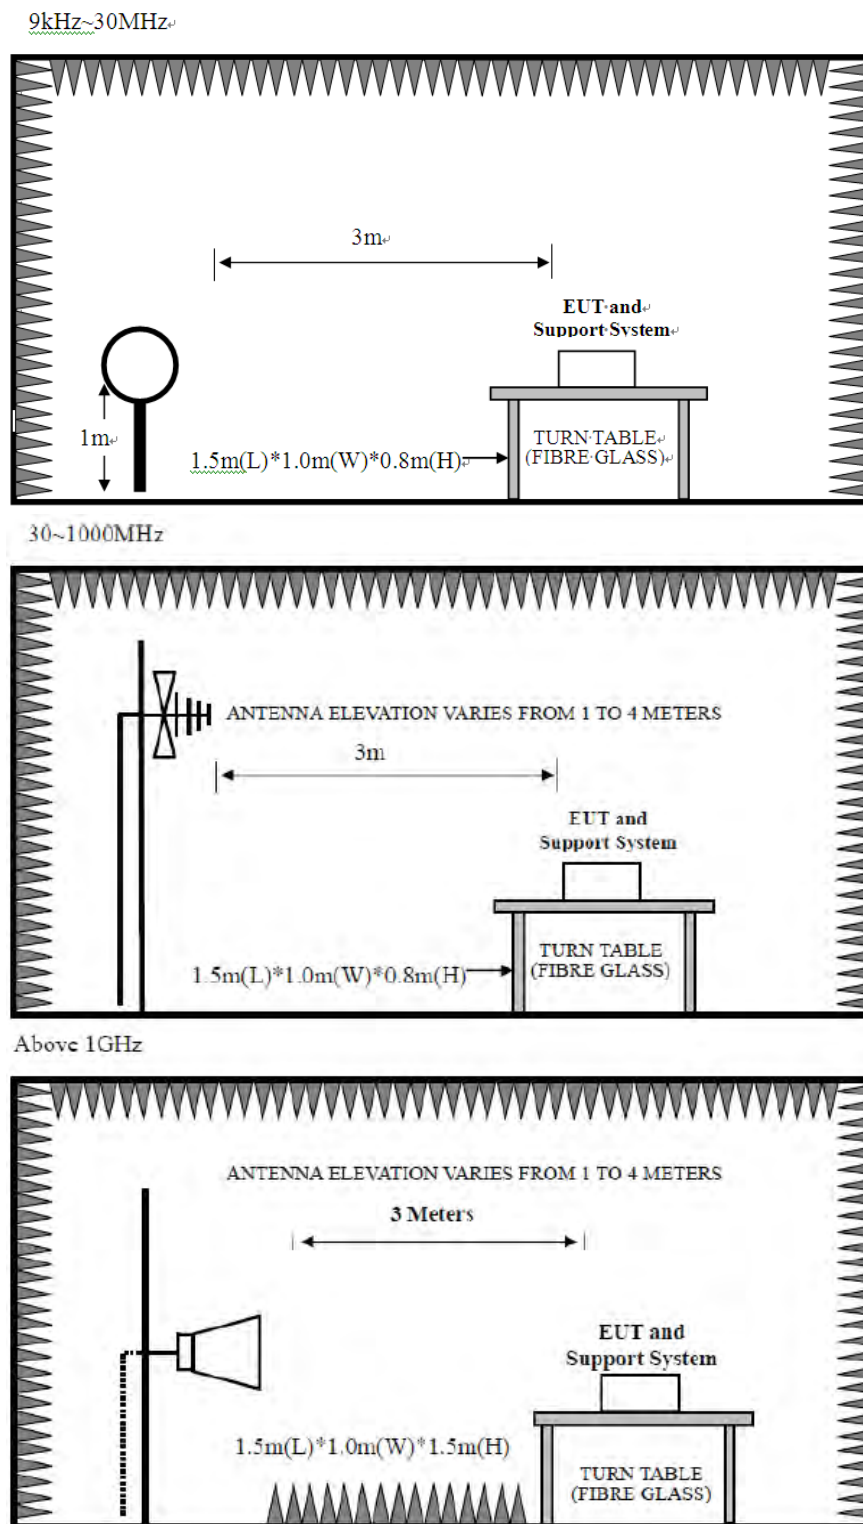 9kHz~30MHz
3m
EUT and
Support System
1m
TURN TABLE
1.5m(L)*1.0m(W)*0.8m(H)
(FIBRE GLASS)
30~1000MHz
ANTENNA ELEVATION VARIES FROM 1 TO 4 METERS
3m
EUT and
Support System
TURN TABLE
1.5m(L)*1.0m(W)*0.8m(H)
(FIBRE GLASS)
Above 1GHz
ANTENNA ELEVATION VARIES FROM 1 TO 4 METERS
3 Meters
EUT and
Support System
1.5m(L)*1.0m(W)*1.5m(H)
TURN TABLE
(FIBRE GLASS)